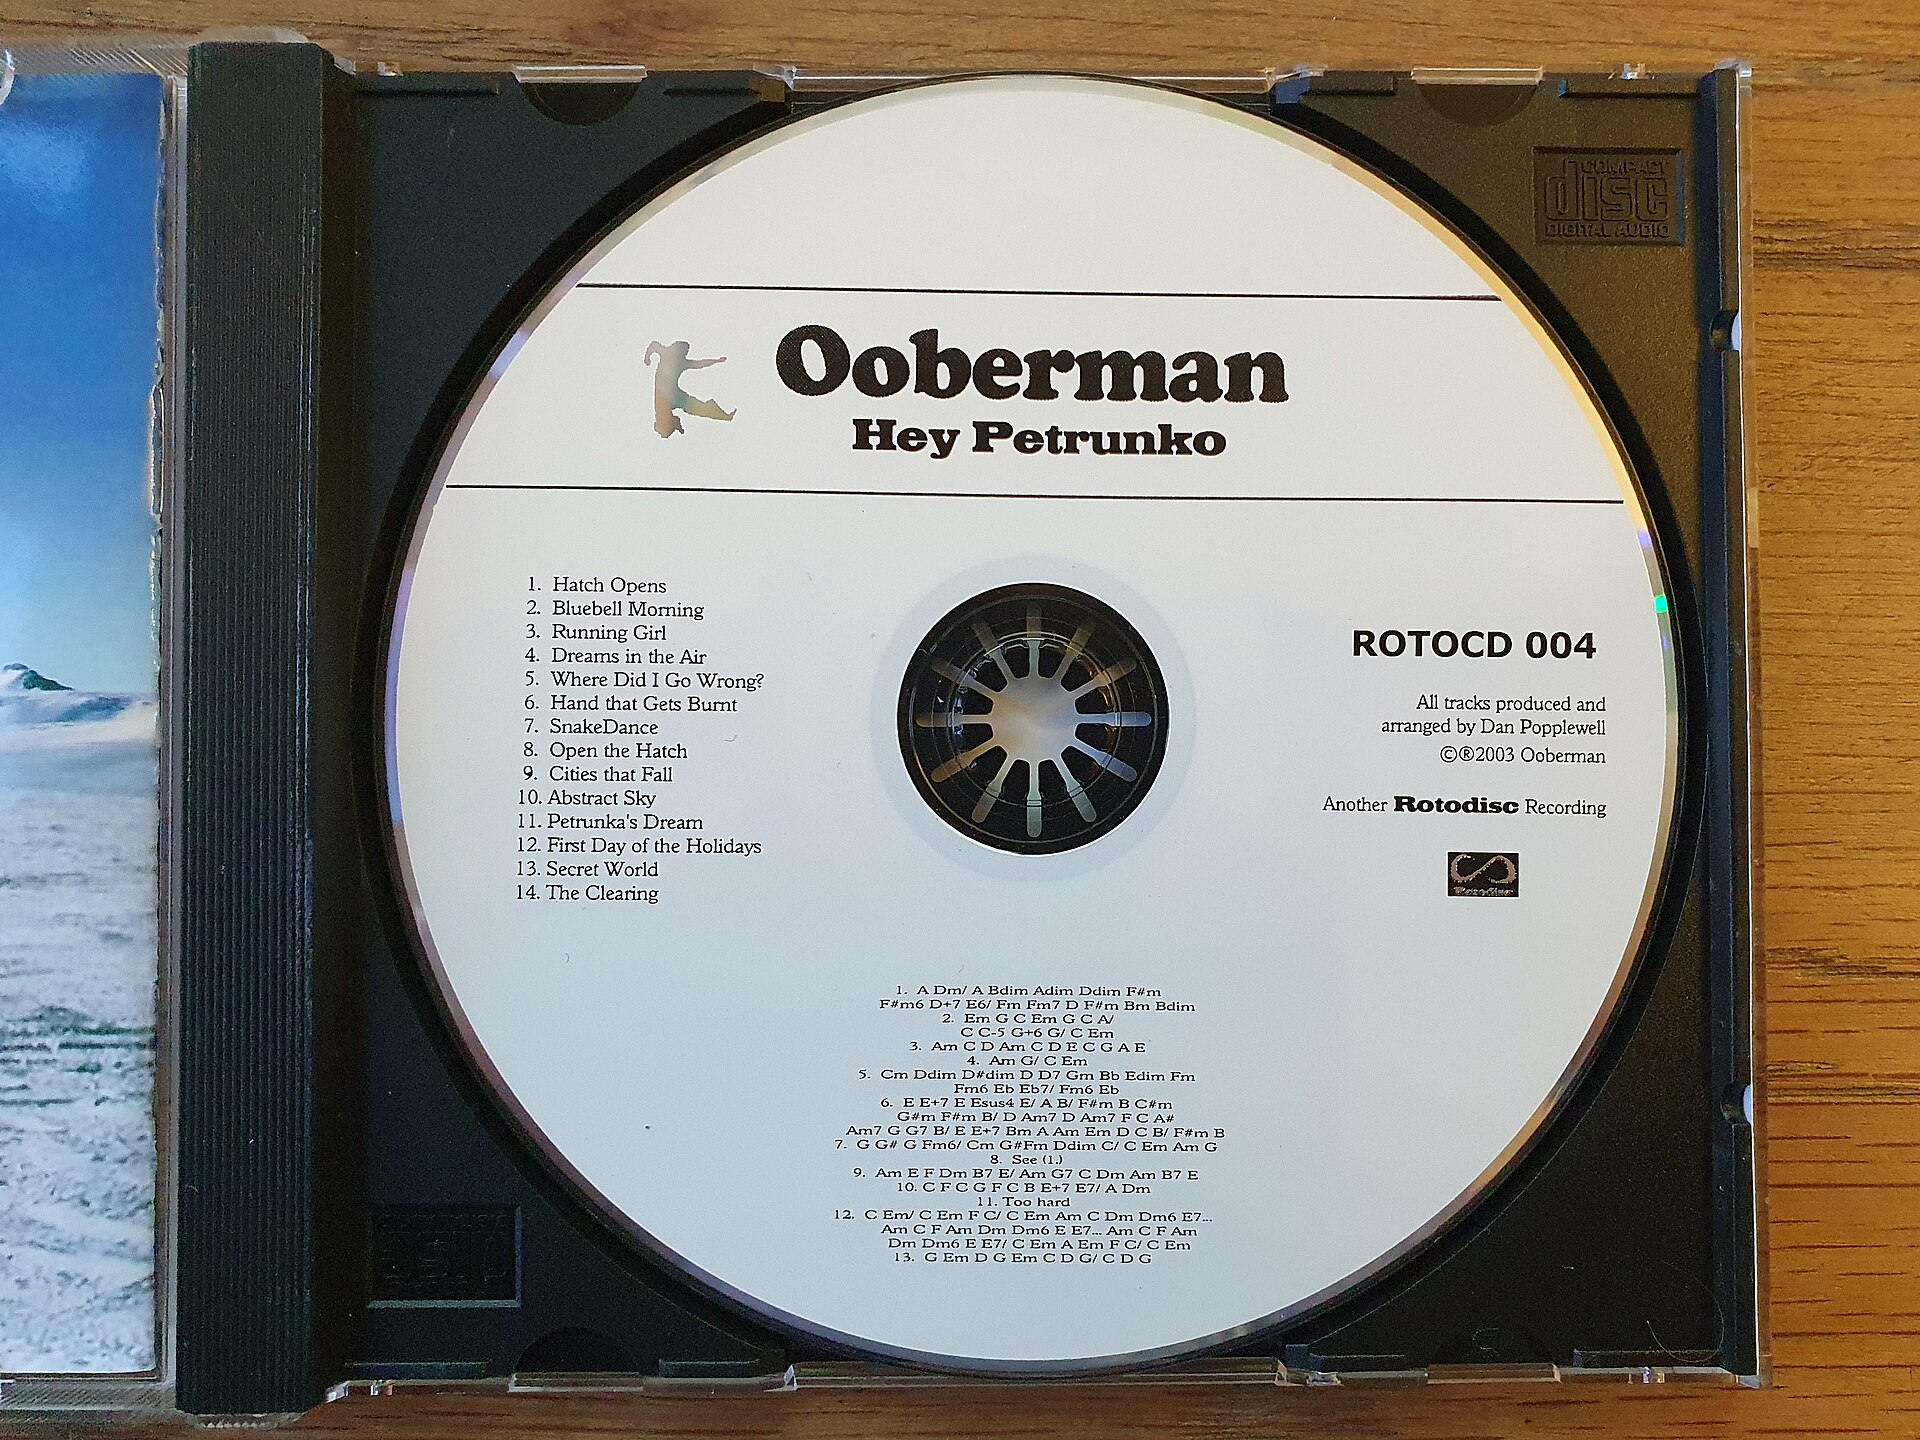 COMPACT
disc
DIGITAL AUDIO
Ooberman
Hey Petrunko
1. Hatch Opens
2. Bluebell Morning
3. Running Girl
4. Dreams in the Air
5. Where Did I Go Wrong?
6. Hand that Gets Burnt
7. SnakeDance
8. Open the Hatch
9. Cities that Fall
10. Abstract Sky
11. Petrunka's Dream
12. First Day of the Holidays
13. Secret World
14. The Clearing
ROTOCD 004
All tracks produced and
arranged by Dan Popplewell
©®2003 Ooberman
Another Rotodisc Recording
Rotodisc
1. A Dm/ A Bdim Adim Ddim F#m
F#m6 D+7 E6/ Fm Fm7 D F#m Bm Bdim
2. Em G C Em G C A/
C C-5 G+6 G/ C Em
3. Am C D Am C D E C G A E
4. Am G/ C Em
5. Cm Ddim D#dim D D7 Gm Bb Edim Fm
Fm6 Eb Eb7/ Fm6 Eb
6. E E+7 E Esus4 E/ A B/ F#m B C#m
G#m F#m B/ D Am7 D Am7 F C A#
Am7 G G7 B/ E E+7 Bm A Am Em D C B/ F#m B
7. G G# G Fm6/ Cm G#Fm Ddim C/ C Em Am G
8. See (1.)
9. Am E F Dm B7 E/ Am G7 C Dm Am B7 E
10. C F C G F C B E+7 E7/ A Dm
11. Too hard
12. C Em/ C Em F C/ C Em Am C Dm Dm6 E7...
Am C F Am Dm Dm6 E E7... Am C F Am
Dm Dm6 E E7/ C Em A Em F C/ C Em
13. G Em D G Em C D G/ C D G